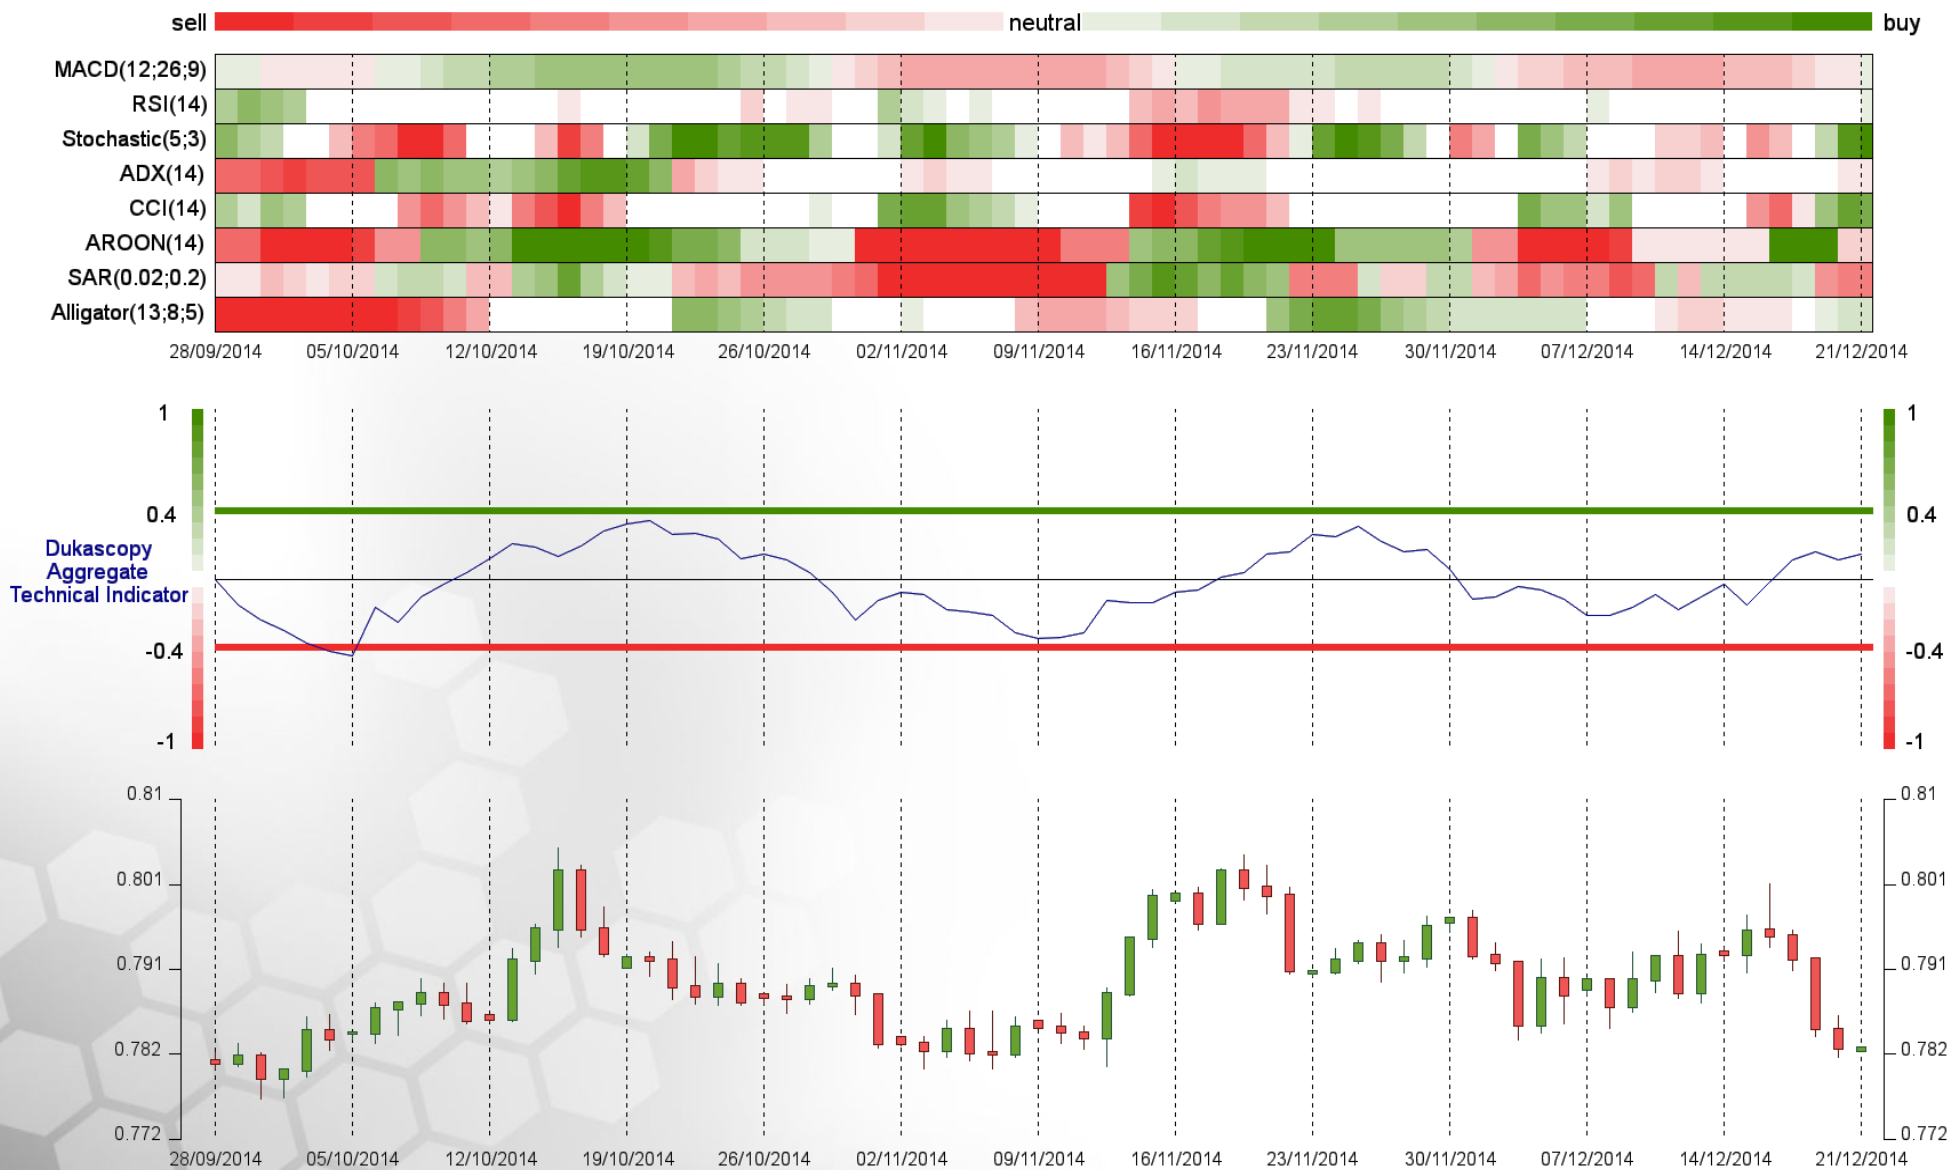 sell neutral buy
MACD(12;26;9)
RSI(14)
Stochastic(5;3)
ADX(14)
CCI(14)
AROON(14)
SAR(0.02;0.2)
Alligator(13;8;5)
28/09/2014 05/10/2014 12/10/2014 19/10/2014 26/10/2014 02/11/2014 09/11/2014 16/11/2014 23/11/2014 30/11/2014 07/12/2014 14/12/2014 21/12/2014
1 1
0.4 0.4
Dukascopy
Aggregate
Technical Indicator
-0.4 -0.4
-1 -1
0.81 0.81
0.801 0.801
0.791 0.791
0.782 0.782
0.772 0.772
28/09/2014 05/10/2014 12/10/2014 19/10/2014 26/10/2014 02/11/2014 09/11/2014 16/11/2014 23/11/2014 30/11/2014 07/12/2014 14/12/2014 21/12/2014